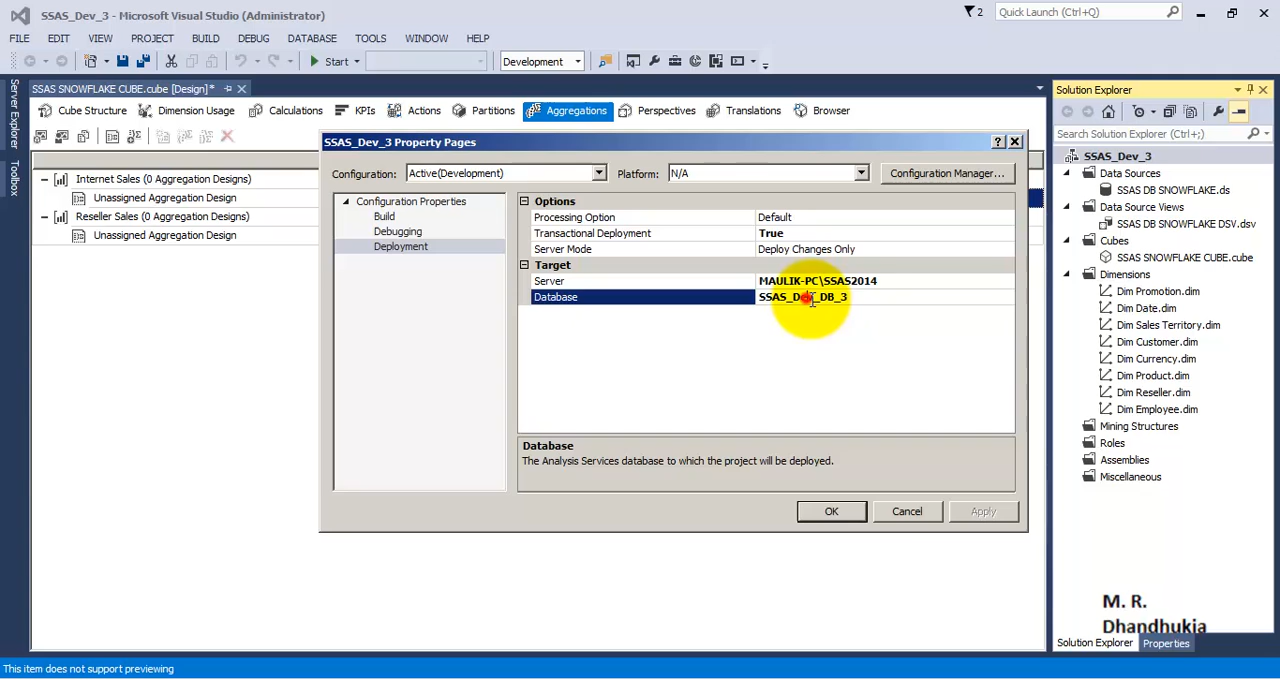 SSAS_Dev_3 - Microsoft Visual Studio (Administrator)
2
Quick Launch (Ctrl+Q)
FILE EDIT VIEW PROJECT BUILD DEBUG DATABASE TOOLS WINDOW HELP
Start Development
Server Explorer
Toolbox
SSAS SNOWFLAKE CUBE.cube [Design]*
Cube Structure Dimension Usage Calculations KPIs Actions Partitions Aggregations Perspectives Translations Browser
Internet Sales (0 Aggregation Designs)
Unassigned Aggregation Design
Reseller Sales (0 Aggregation Designs)
Unassigned Aggregation Design
SSAS_Dev_3 Property Pages
Configuration: Active(Development) Platform: N/A Configuration Manager...
Configuration Properties
Build
Debugging
Deployment
Options
Processing Option Default
Transactional Deployment True
Server Mode Deploy Changes Only
Target
Server MAULIK-PC\SSAS2014
Database SSAS_Dev_DB_3
Database
The Analysis Services database to which the project will be deployed.
OK Cancel Apply
Solution Explorer
Search Solution Explorer (Ctrl+;)
SSAS_Dev_3
Data Sources
SSAS DB SNOWFLAKE.ds
Data Source Views
SSAS DB SNOWFLAKE DSV.dsv
Cubes
SSAS SNOWFLAKE CUBE.cube
Dimensions
Dim Promotion.dim
Dim Date.dim
Dim Sales Territory.dim
Dim Customer.dim
Dim Currency.dim
Dim Product.dim
Dim Reseller.dim
Dim Employee.dim
Mining Structures
Roles
Assemblies
Miscellaneous
M. R.
Dhandhukia
Solution Explorer Properties
This item does not support previewing